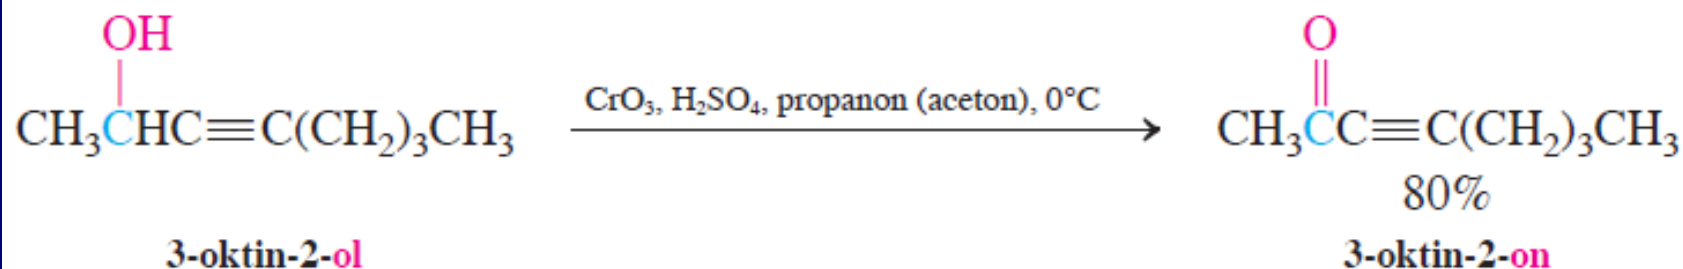 OH
O
CH₃CHC≡C(CH₂)₃CH₃
CrO₃, H₂SO₄, propanon (aceton), 0°C
CH₃CC≡C(CH₂)₃CH₃
80%
3-oktin-2-ol
3-oktin-2-on